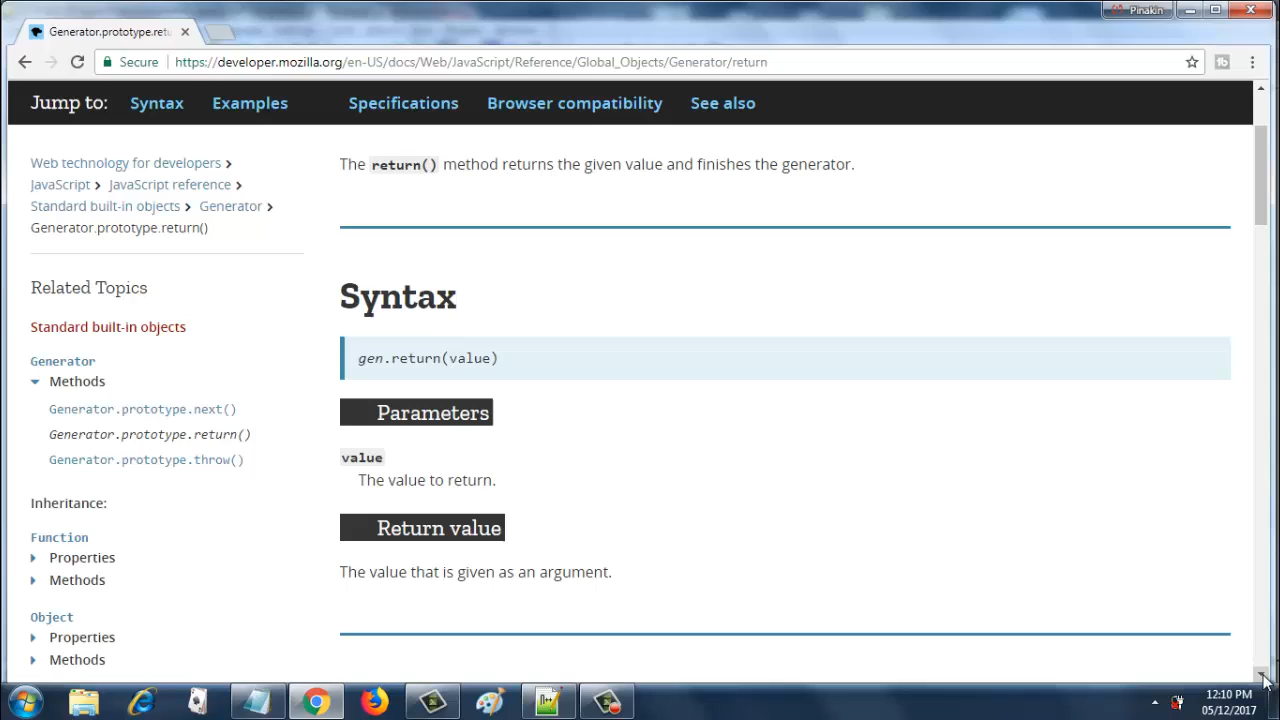 Pinakin
Generator.prototype.retu
Secure
https://developer.mozilla.org/en-US/docs/Web/JavaScript/Reference/Global_Objects/Generator/return
Jump to: Syntax Examples Specifications Browser compatibility See also
Web technology for developers
JavaScript JavaScript reference
Standard built-in objects Generator
Generator.prototype.return()
Related Topics
Standard built-in objects
Generator
Methods
Generator.prototype.next()
Generator.prototype.return()
Generator.prototype.throw()
Inheritance:
Function
Properties
Methods
Object
Properties
Methods
The return() method returns the given value and finishes the generator.
Syntax
gen.return(value)
Parameters
value
The value to return.
Return value
The value that is given as an argument.
12:10 PM
05/12/2017